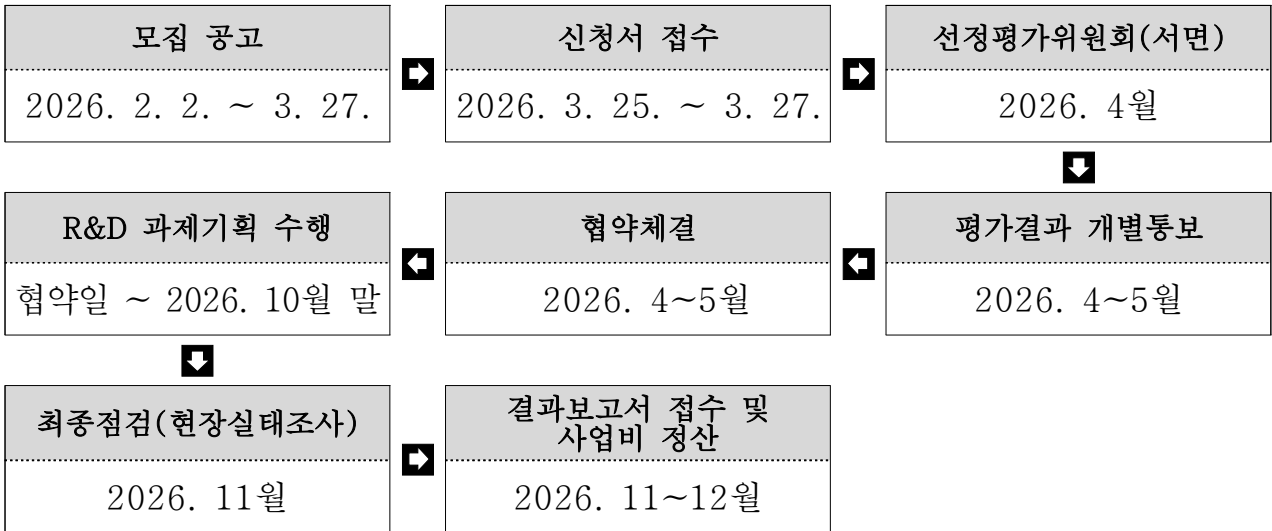 모집 공고
2026. 2. 2. ~ 3. 27.
신청서 접수
2026. 3. 25. ~ 3. 27.
선정평가위원회(서면)
2026. 4월
평가결과 개별통보
2026. 4~5월
협약체결
2026. 4~5월
R&D 과제기획 수행
협약일 ~ 2026. 10월 말
최종점검(현장실태조사)
2026. 11월
결과보고서 접수 및
사업비 정산
2026. 11~12월